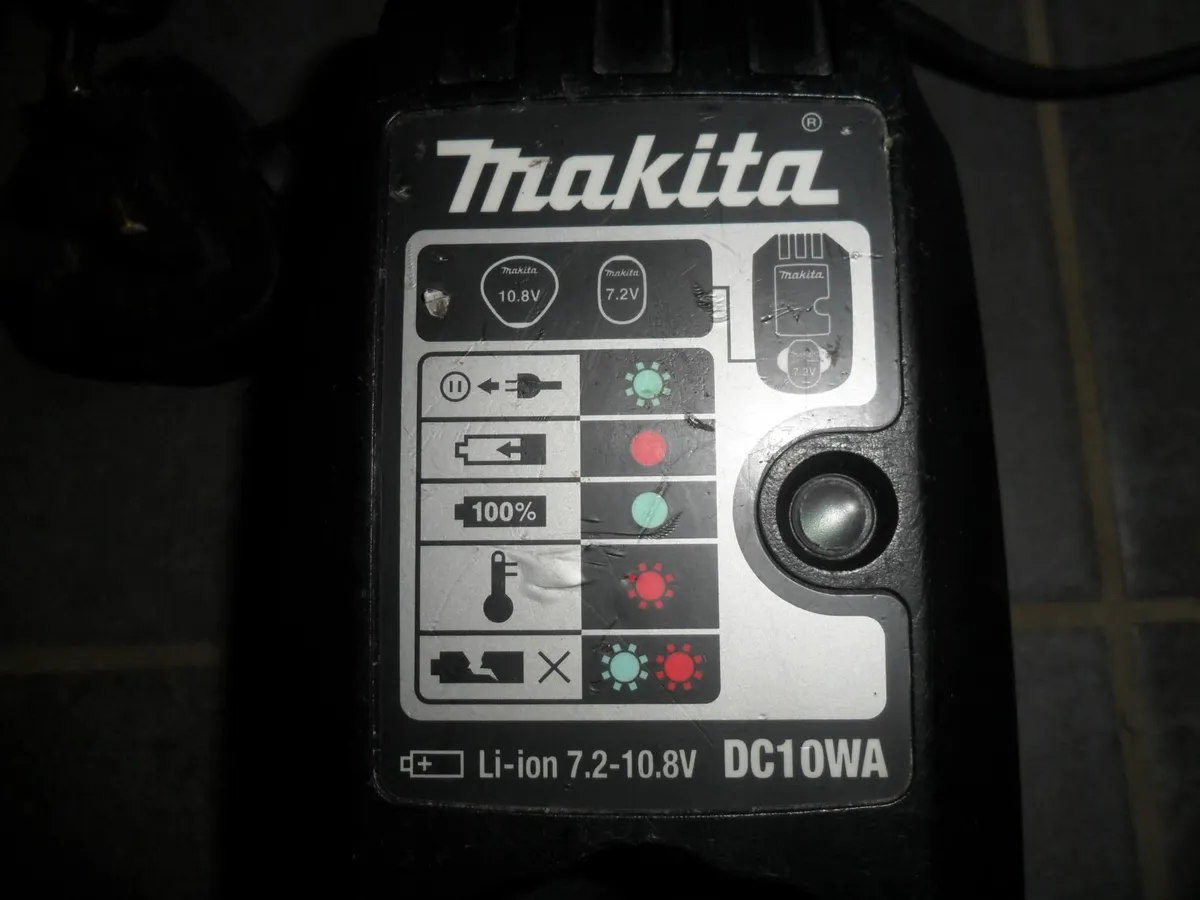 ®
makita
makita
10.8V
makita
7.2V
makita
7.2V
100%
Li-ion 7.2-10.8V DC10WA